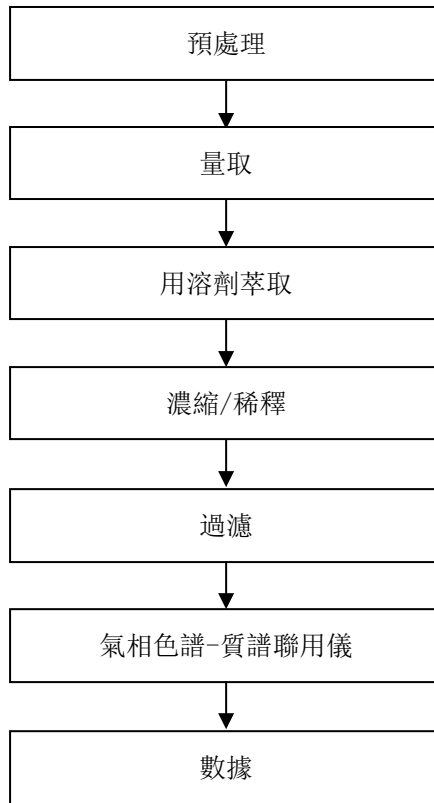 預處理
量取
用溶劑萃取
濃縮/稀釋
過濾
氣相色譜-質譜聯用儀
數據